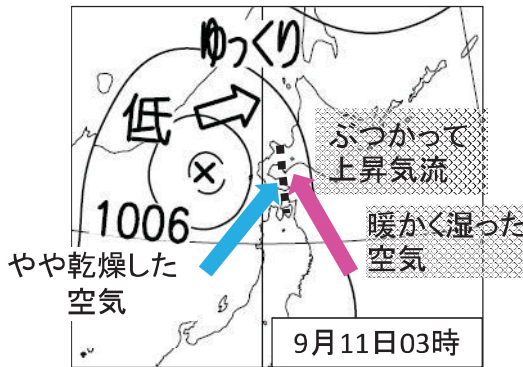 ゆっくり
低
ぶつかって
上昇気流
1006
暖かく湿った
空気
やや乾燥した
空気
9月11日03時